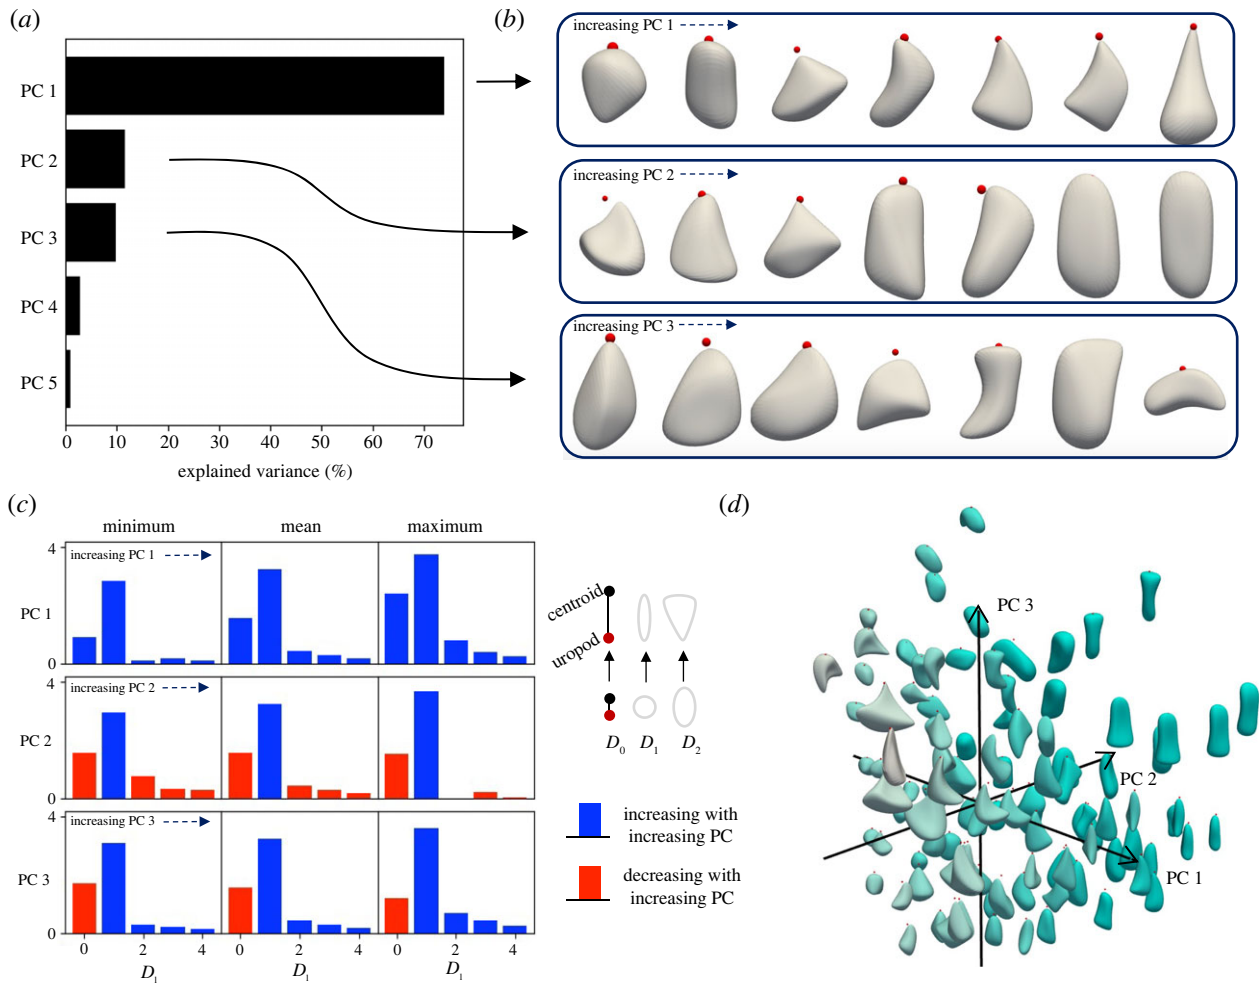 (a)
PC 1
PC 2
PC 3
PC 4
PC 5
0 10 20 30 40 50 60 70
explained variance (%)
(b)
increasing PC 1
increasing PC 2
increasing PC 3
(c)
minimum mean maximum
4
increasing PC 1
PC 1
0
4
increasing PC 2
PC 2
0
4
increasing PC 3
PC 3
0
0 2 4 0 2 4 0 2 4
Di Di Di
centroid
uropod
D0 D1 D2
increasing with
increasing PC
decreasing with
increasing PC
(d)
PC 3
PC 2
PC 1